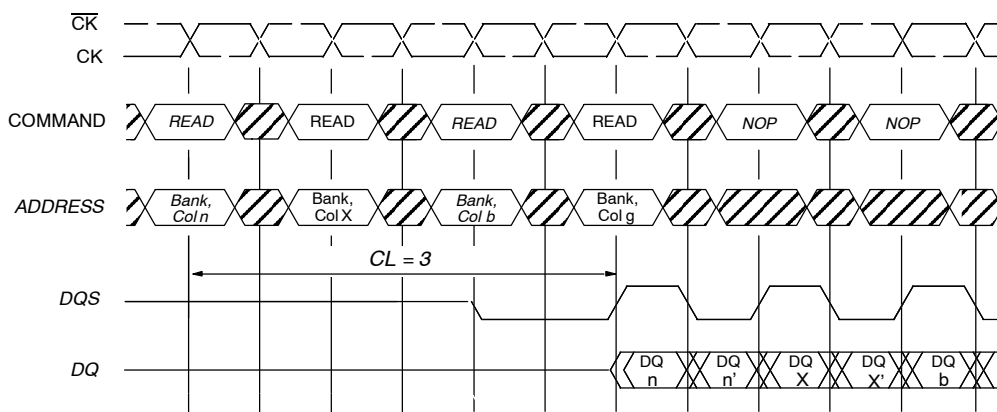 CK
CK
COMMAND READ READ READ READ NOP NOP
ADDRESS Bank, Col n Bank, Col X Bank, Col b Bank, Col g
CL = 3
DQS
DQ DQ n DQ n' DQ X DQ X' DQ b